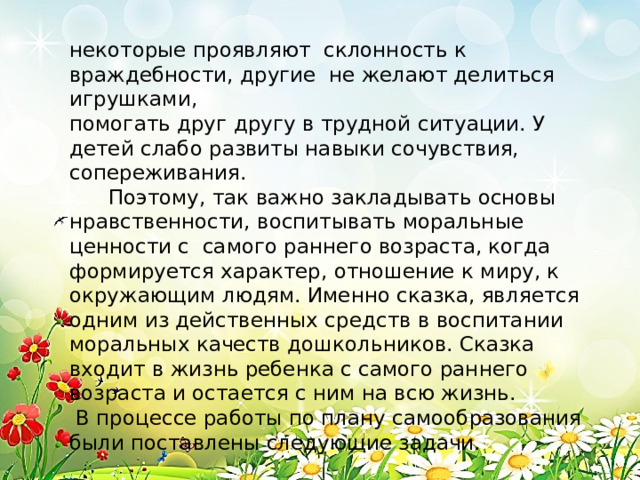 некоторые проявляют склонность к
враждебности, другие не желают делиться
игрушками,
помогать друг другу в трудной ситуации. У
детей слабо развиты навыки сочувствия,
сопереживания.
Поэтому, так важно закладывать основы
нравственности, воспитывать моральные
ценности с самого раннего возраста, когда
формируется характер, отношение к миру, к
окружающим людям. Именно сказка, является
одним из действенных средств в воспитании
моральных качеств дошкольников. Сказка
входит в жизнь ребенка с самого раннего
возраста и остается с ним на всю жизнь.
В процессе работы по плану самообразования
были поставлены следующие задачи